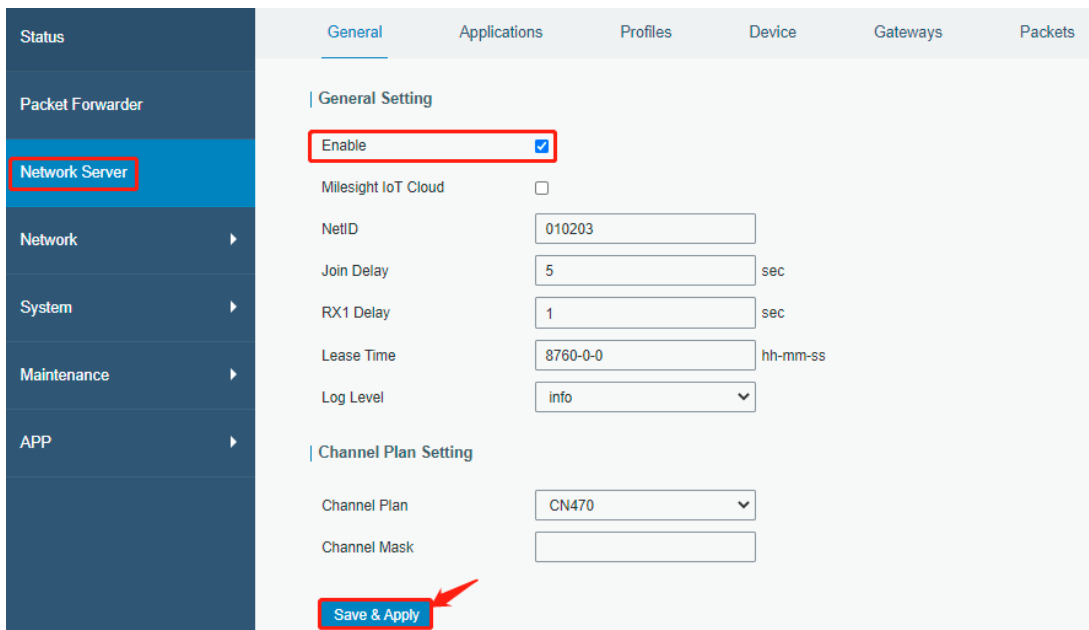 Status
Packet Forwarder
Network Server
Network
System
Maintenance
APP
General Applications Profiles Device Gateways Packets
General Setting
Enable
Milesight IoT Cloud
NetID 010203
Join Delay 5 sec
RX1 Delay 1 sec
Lease Time 8760-0-0 hh-mm-ss
Log Level info
Channel Plan Setting
Channel Plan CN470
Channel Mask
Save & Apply